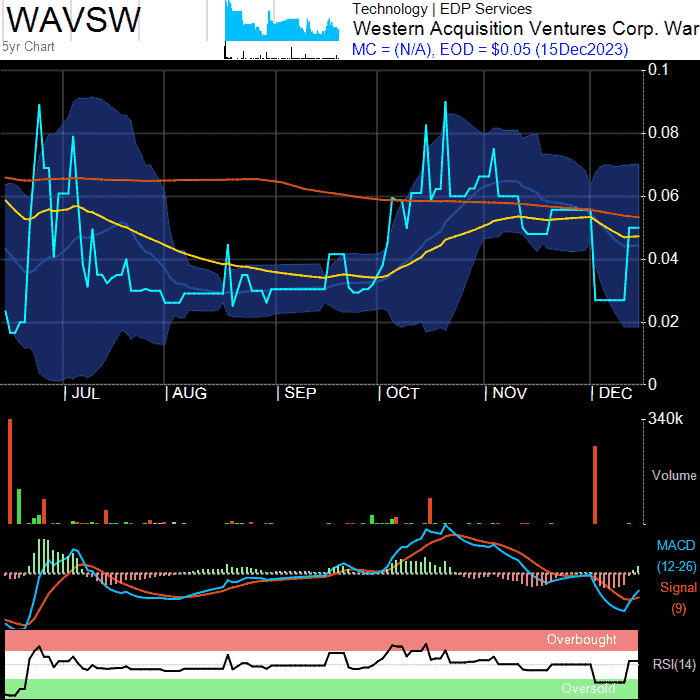 WAVSW
5yr Chart
Technology | EDP Services
Western Acquisition Ventures Corp. War
MC = (N/A), EOD = $0.05 (15Dec2023)
0.1
0.08
0.06
0.04
0.02
0
JUL
AUG
SEP
OCT
NOV
DEC
340k
Volume
MACD
(12-26)
Signal
(9)
Overbought
RSI(14)
Oversold